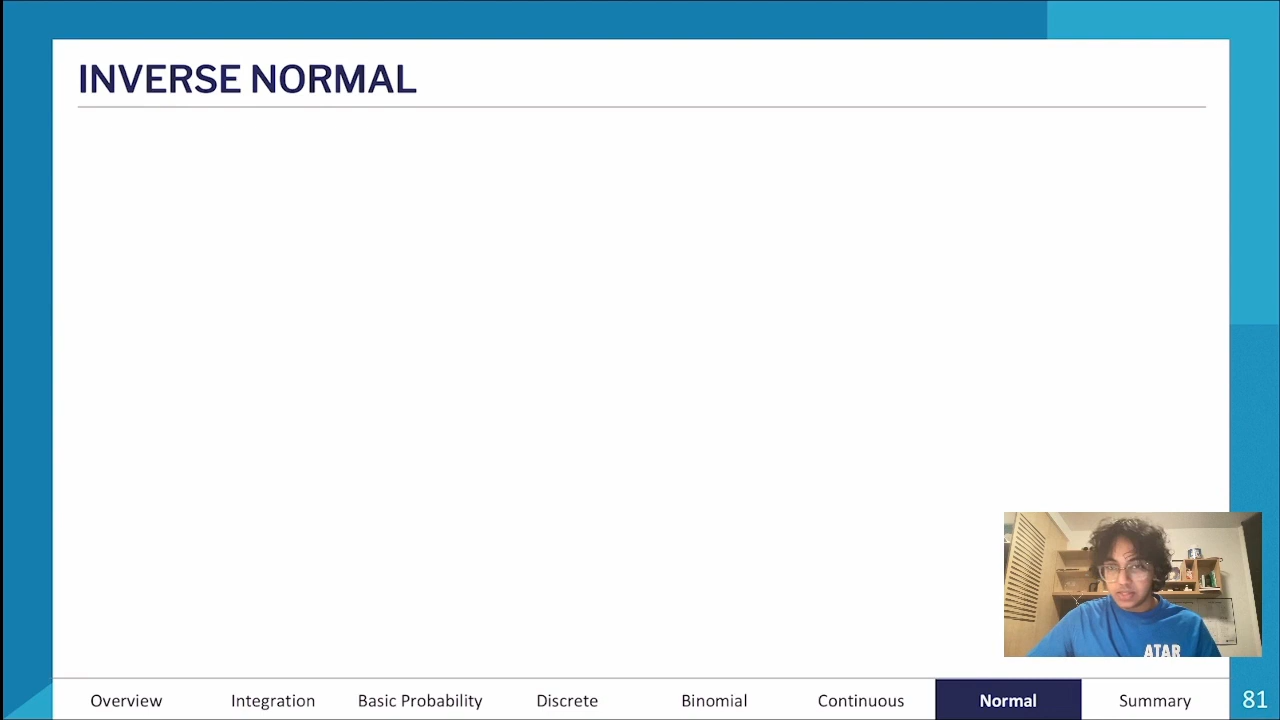 INVERSE NORMAL
ATAR
Overview Integration Basic Probability Discrete Binomial Continuous Normal Summary 81